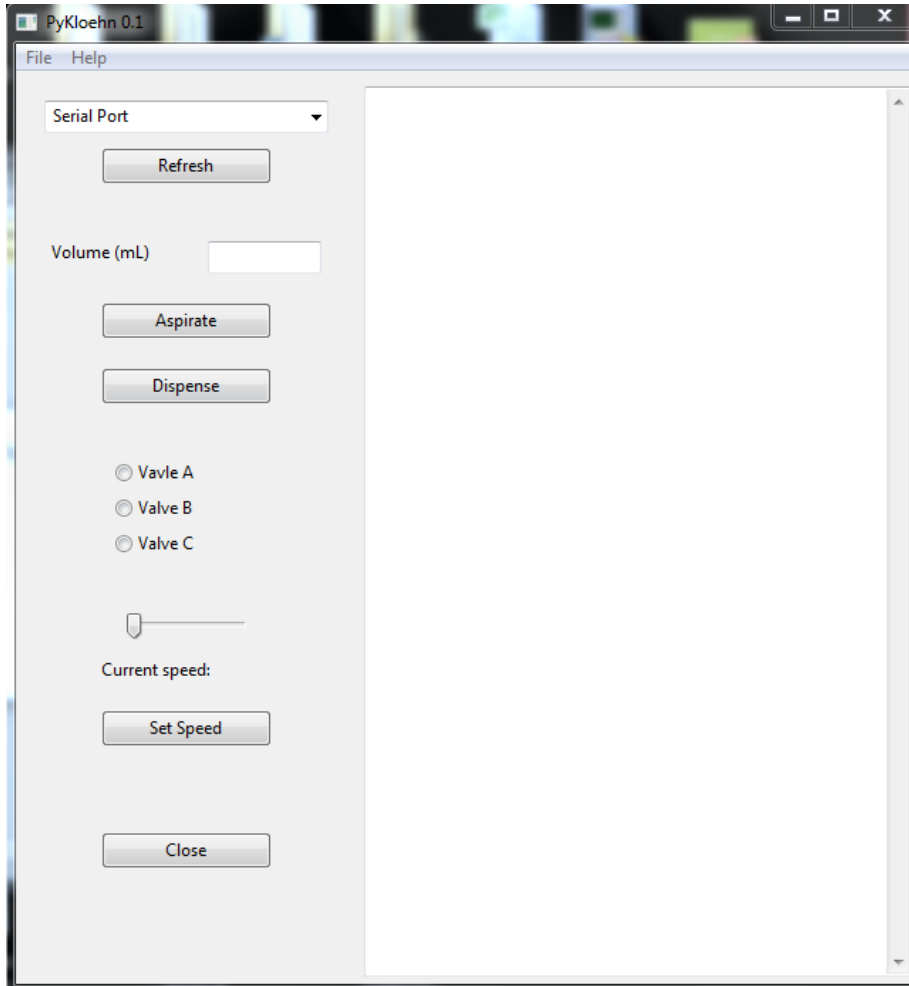 PyKloehn 0.1
File Help
Serial Port
Refresh
Volume (mL)
Aspirate
Dispense
Vavle A
Valve B
Valve C
Current speed:
Set Speed
Close